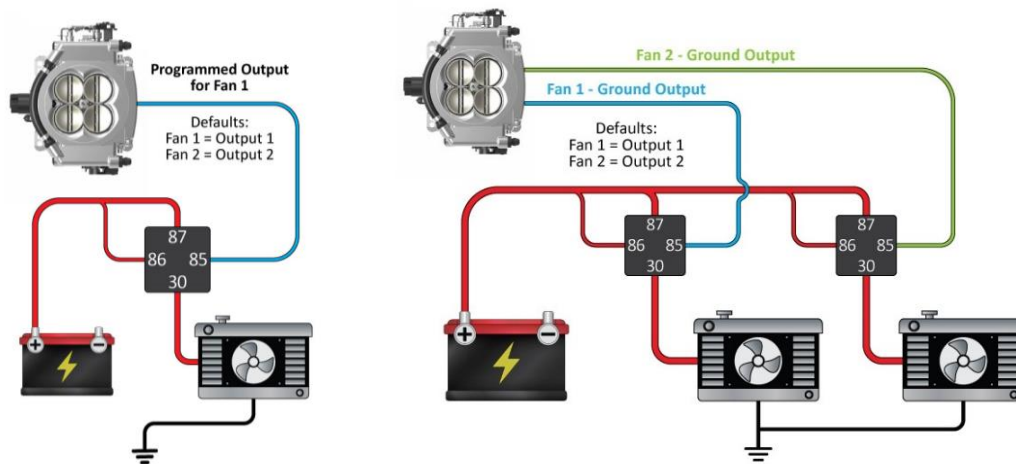 Programmed Output
for Fan 1
Defaults:
Fan 1 = Output 1
Fan 2 = Output 2
87
86 85
30
+ −
Fan 2 - Ground Output
Fan 1 - Ground Output
Defaults:
Fan 1 = Output 1
Fan 2 = Output 2
87
86 85
30
87
86 85
30
+ −